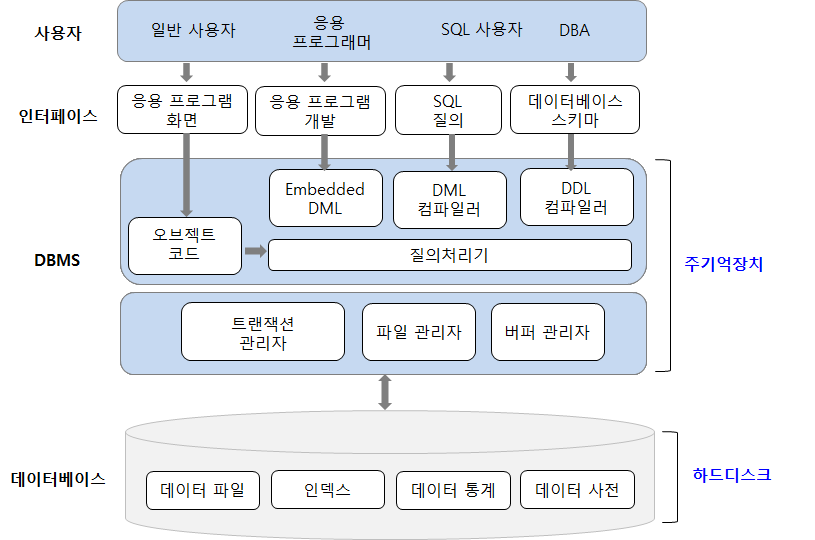 사용자
일반 사용자
응용
프로그래머
SQL 사용자
DBA
인터페이스
응용 프로그램
화면
응용 프로그램
개발
SQL
질의
데이터베이스
스키마
DBMS
Embedded
DML
DML
컴파일러
DDL
컴파일러
오브젝트
코드
질의처리기
주기억장치
트랜잭션
관리자
파일 관리자
버퍼 관리자
데이터베이스
데이터 파일
인덱스
데이터 통계
데이터 사전
하드디스크